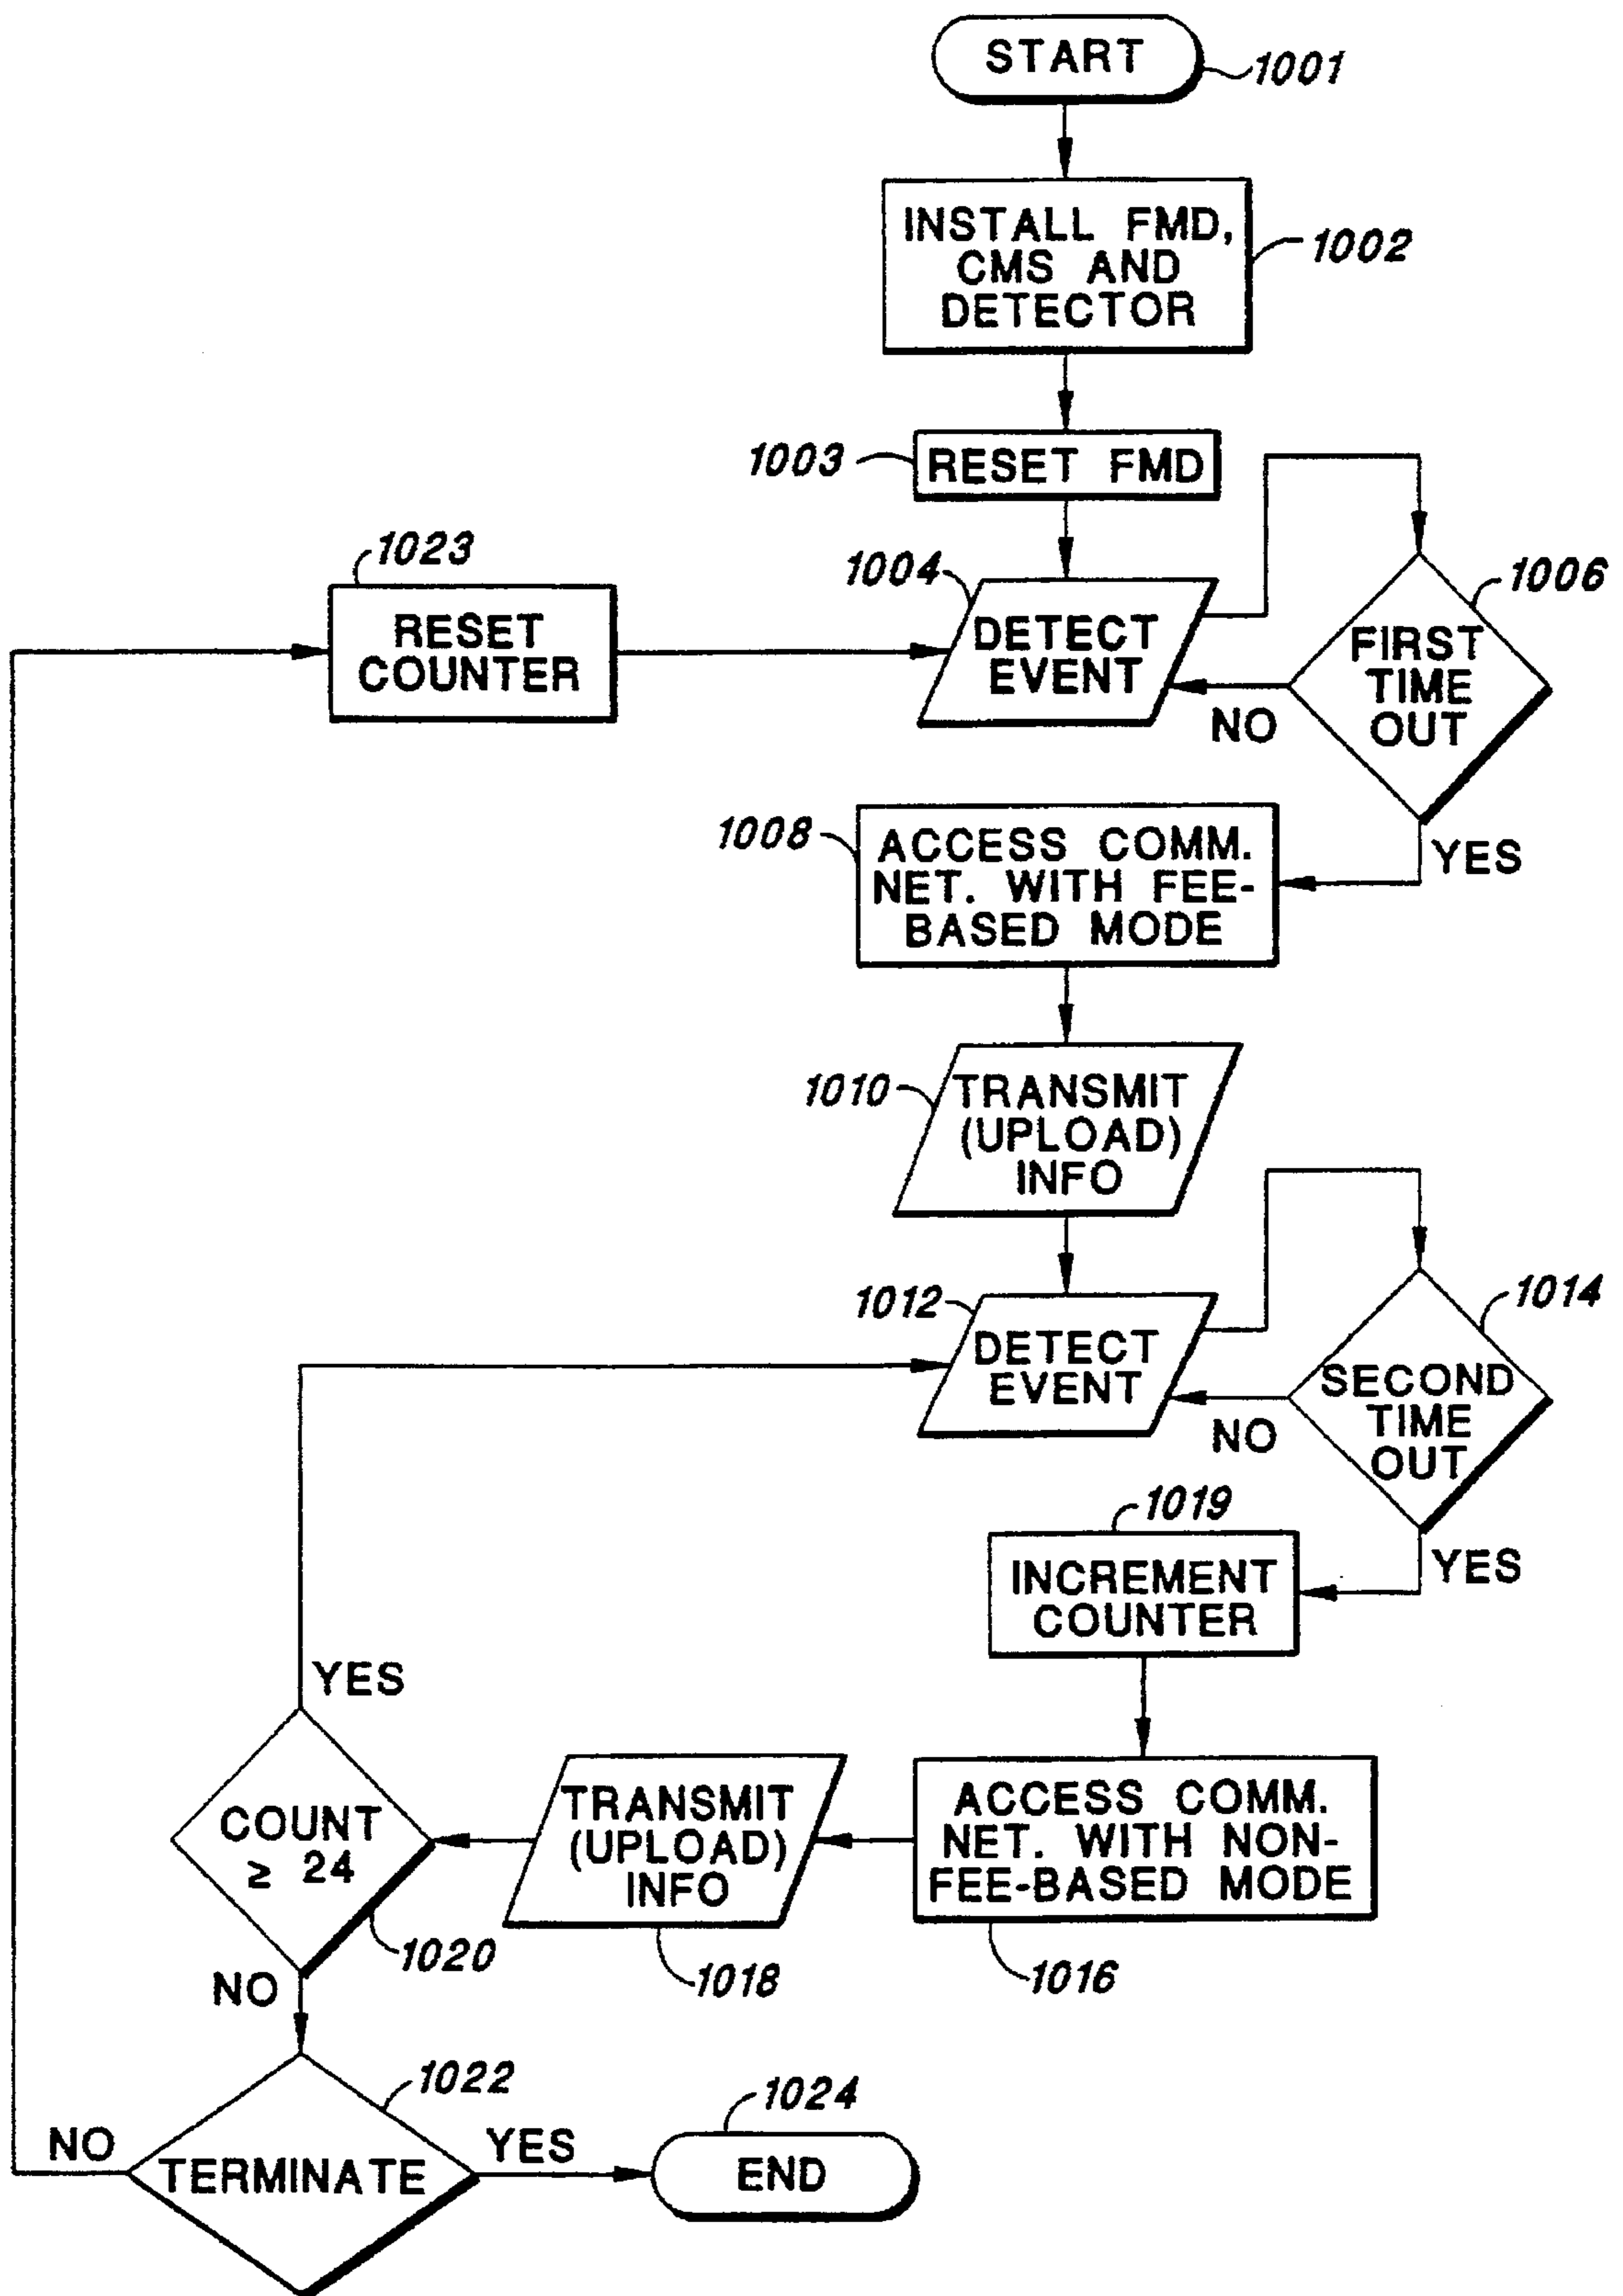 START
1001
INSTALL FMD,
CMS AND
DETECTOR
1002
1003
RESET FMD
1023
RESET
COUNTER
1004
DETECT
EVENT
1006
FIRST
TIME
OUT
NO
YES
1008
ACCESS COMM.
NET. WITH FEE-
BASED MODE
1010
TRANSMIT
(UPLOAD)
INFO
1012
DETECT
EVENT
1014
SECOND
TIME
OUT
NO
YES
1019
INCREMENT
COUNTER
YES
COUNT
≥ 24
1020
NO
TRANSMIT
(UPLOAD)
INFO
1018
ACCESS COMM.
NET. WITH NON-
FEE-BASED MODE
1016
1022
NO
TERMINATE
YES
1024
END